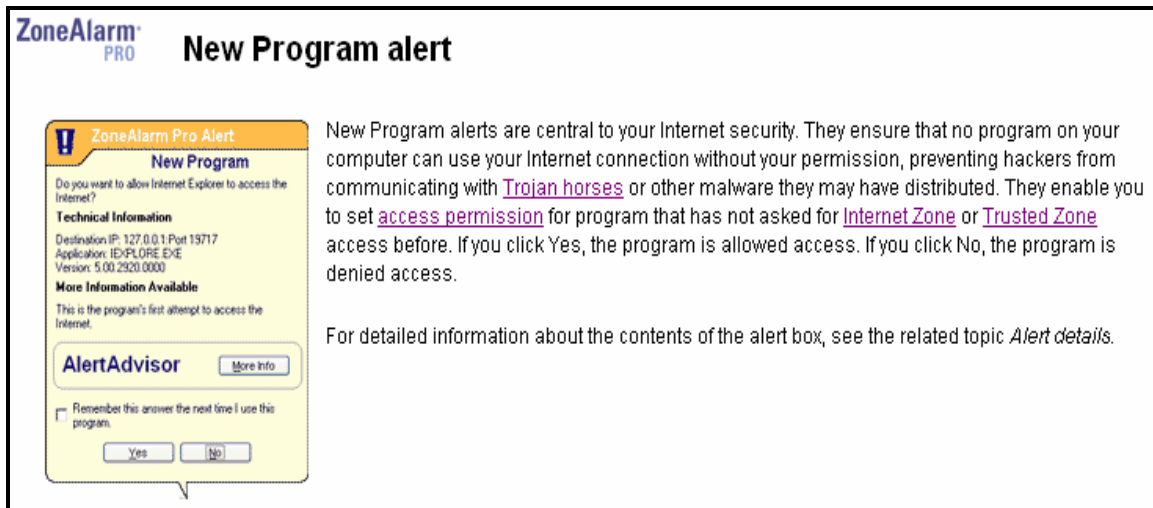 ZoneAlarm
PRO
New Program alert
ZoneAlarm Pro Alert
New Program
Do you want to allow Internet Explorer to access the
Internet?
Technical Information
Destination IP: 127.0.0.1:Port 19717
Application: IEXPLORE.EXE
Version: 5.00.2920.0000
More Information Available
This is the program's first attempt to access the
Internet.
AlertAdvisor
More Info
Remember this answer the next time I use this
program.
Yes
No
New Program alerts are central to your Internet security. They ensure that no program on your
computer can use your Internet connection without your permission, preventing hackers from
communicating with Trojan horses or other malware they may have distributed. They enable you
to set access permission for program that has not asked for Internet Zone or Trusted Zone
access before. If you click Yes, the program is allowed access. If you click No, the program is
denied access.
For detailed information about the contents of the alert box, see the related topic Alert details.